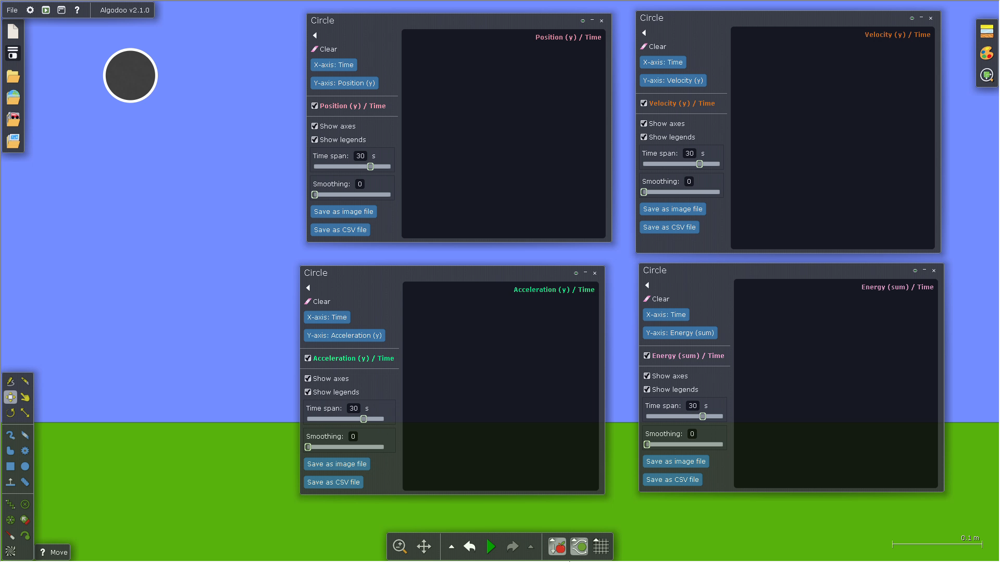 File ? Algodoo v2.1.0
Circle
Clear
X-axis: Time
Y-axis: Position (y)
Position (y) / Time
Show axes
Show legends
Time span: 30 s
Smoothing: 0
Save as image file
Save as CSV file
Position (y) / Time
Circle
Clear
X-axis: Time
Y-axis: Velocity (y)
Velocity (y) / Time
Show axes
Show legends
Time span: 30 s
Smoothing: 0
Save as image file
Save as CSV file
Velocity (y) / Time
Circle
Clear
X-axis: Time
Y-axis: Acceleration (y)
Acceleration (y) / Time
Show axes
Show legends
Time span: 30 s
Smoothing: 0
Save as image file
Save as CSV file
Acceleration (y) / Time
Circle
Clear
X-axis: Time
Y-axis: Energy (sum)
Energy (sum) / Time
Show axes
Show legends
Time span: 30 s
Smoothing: 0
Save as image file
Save as CSV file
Energy (sum) / Time
? Move
0.1 m